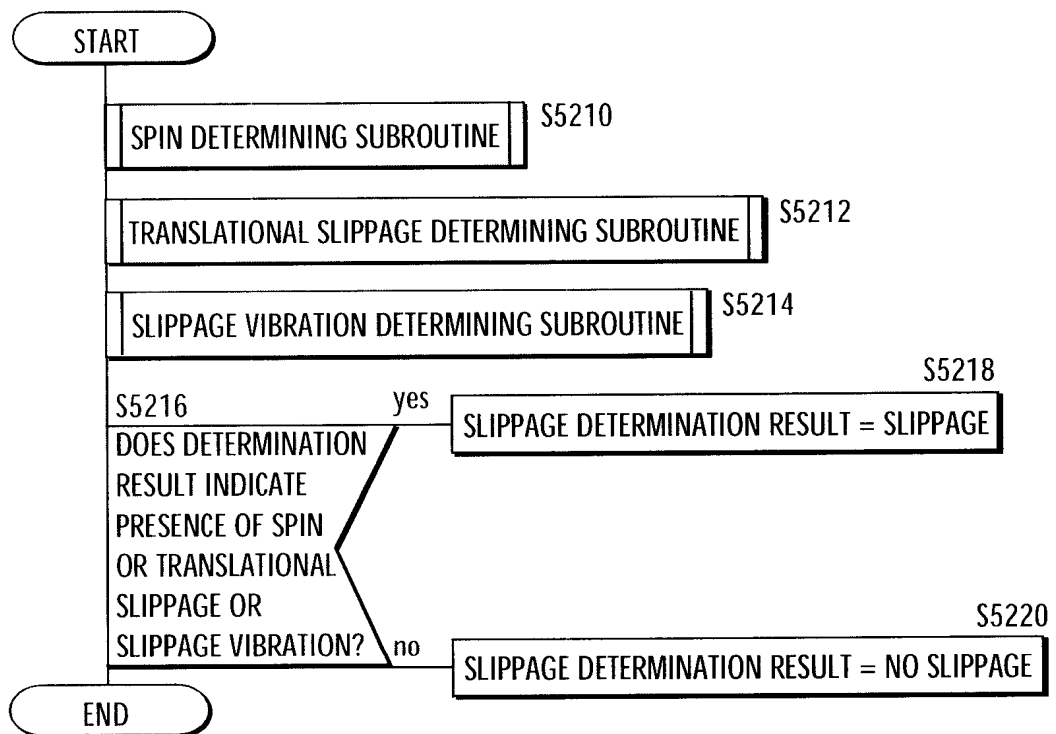 START
SPIN DETERMINING SUBROUTINE
S5210
TRANSLATIONAL SLIPPAGE DETERMINING SUBROUTINE
S5212
SLIPPAGE VIBRATION DETERMINING SUBROUTINE
S5214
S5216
DOES DETERMINATION
RESULT INDICATE
PRESENCE OF SPIN
OR TRANSLATIONAL
SLIPPAGE OR
SLIPPAGE VIBRATION?
yes
S5218
SLIPPAGE DETERMINATION RESULT = SLIPPAGE
no
S5220
SLIPPAGE DETERMINATION RESULT = NO SLIPPAGE
END